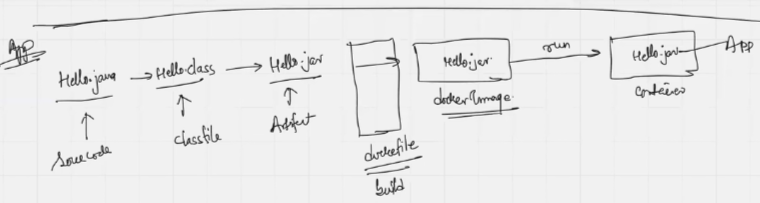 App
Hello.java → Hello.class → Hello.jar
Source code
classfile
Artifact
dockerfile
build
Hello.jar
docker Image
run
Hello.jar
container
App